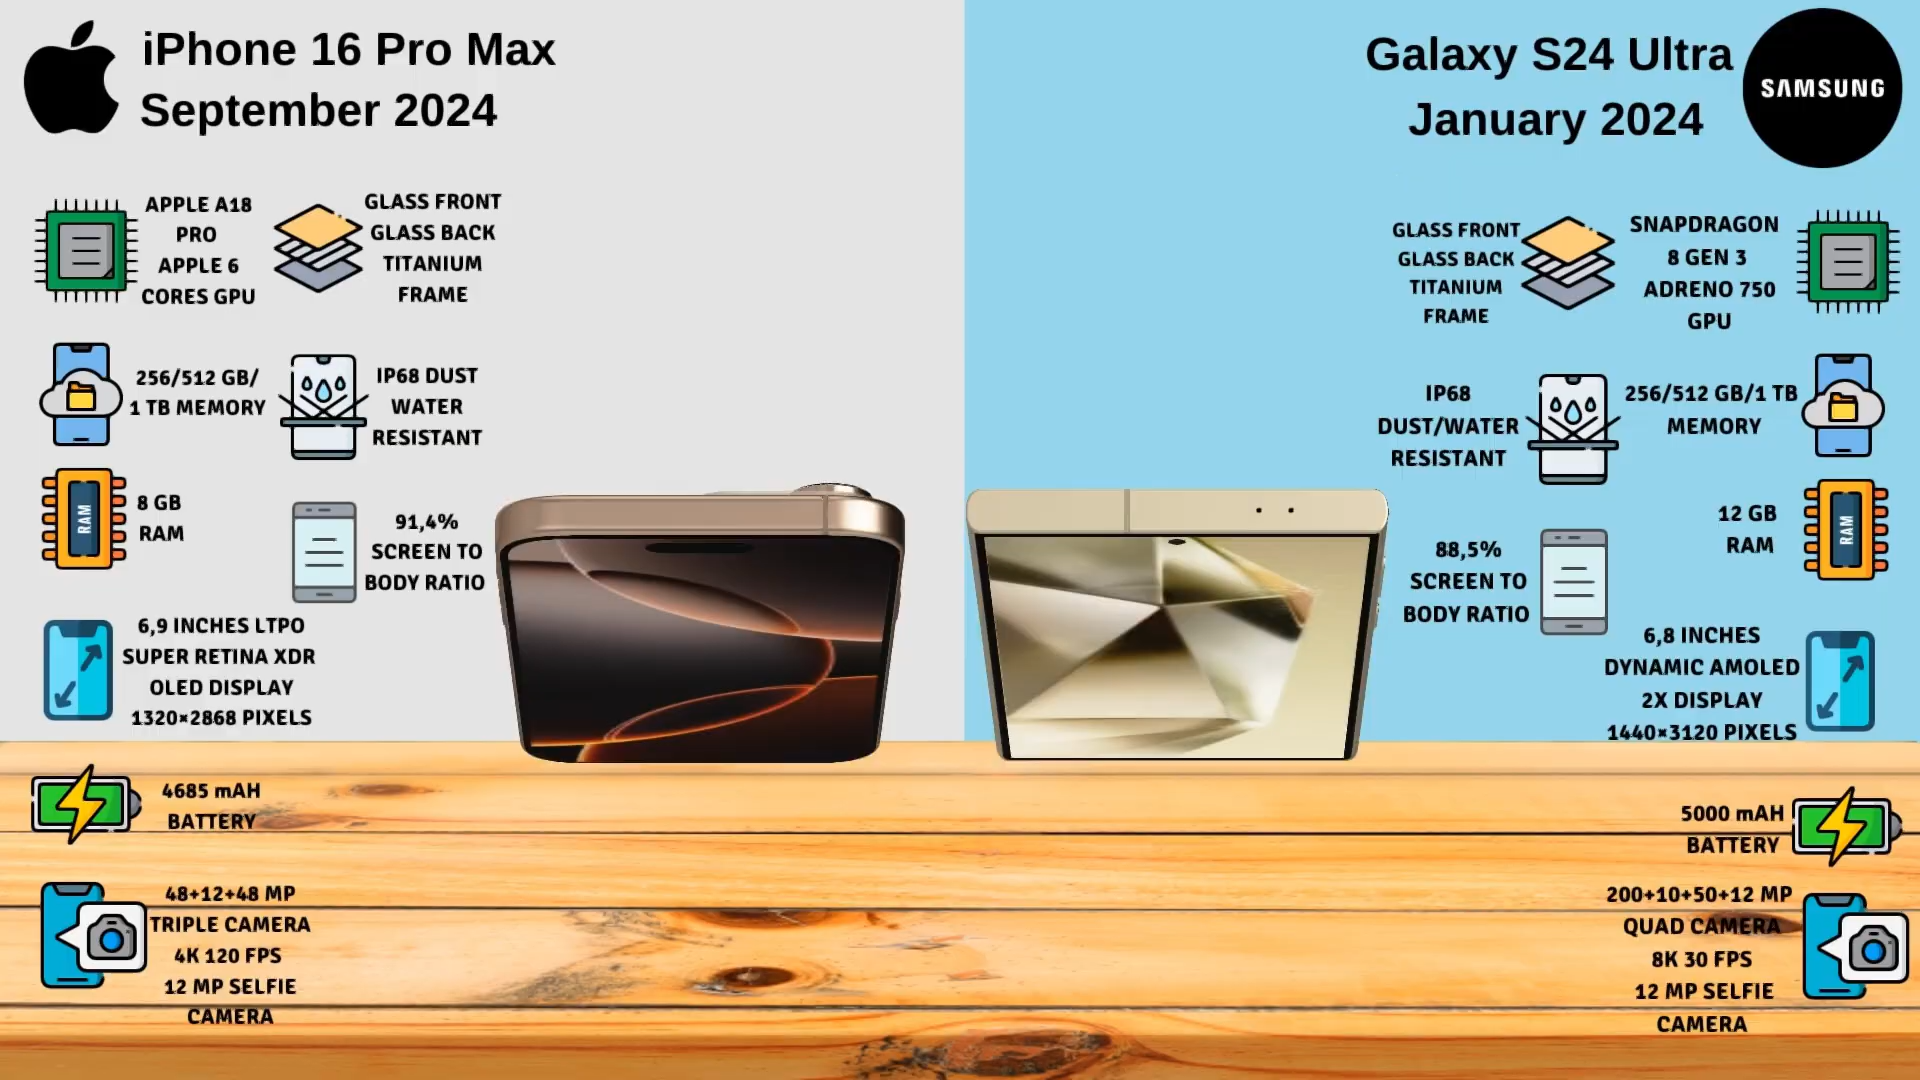 iPhone 16 Pro Max
September 2024
APPLE A18
PRO
APPLE 6
CORES GPU
GLASS FRONT
GLASS BACK
TITANIUM
FRAME
256/512 GB/
1 TB MEMORY
IP68 DUST
WATER
RESISTANT
RAM
8 GB
RAM
91,4%
SCREEN TO
BODY RATIO
6,9 INCHES LTPO
SUPER RETINA XDR
OLED DISPLAY
1320×2868 PIXELS
4685 mAH
BATTERY
48+12+48 MP
TRIPLE CAMERA
4K 120 FPS
12 MP SELFIE
CAMERA
Galaxy S24 Ultra
January 2024
SAMSUNG
GLASS FRONT
GLASS BACK
TITANIUM
FRAME
SNAPDRAGON
8 GEN 3
ADRENO 750
GPU
IP68
DUST/WATER
RESISTANT
256/512 GB/1 TB
MEMORY
12 GB
RAM
RAM
88,5%
SCREEN TO
BODY RATIO
6,8 INCHES
DYNAMIC AMOLED
2X DISPLAY
1440×3120 PIXELS
5000 mAH
BATTERY
200+10+50+12 MP
QUAD CAMERA
8K 30 FPS
12 MP SELFIE
CAMERA